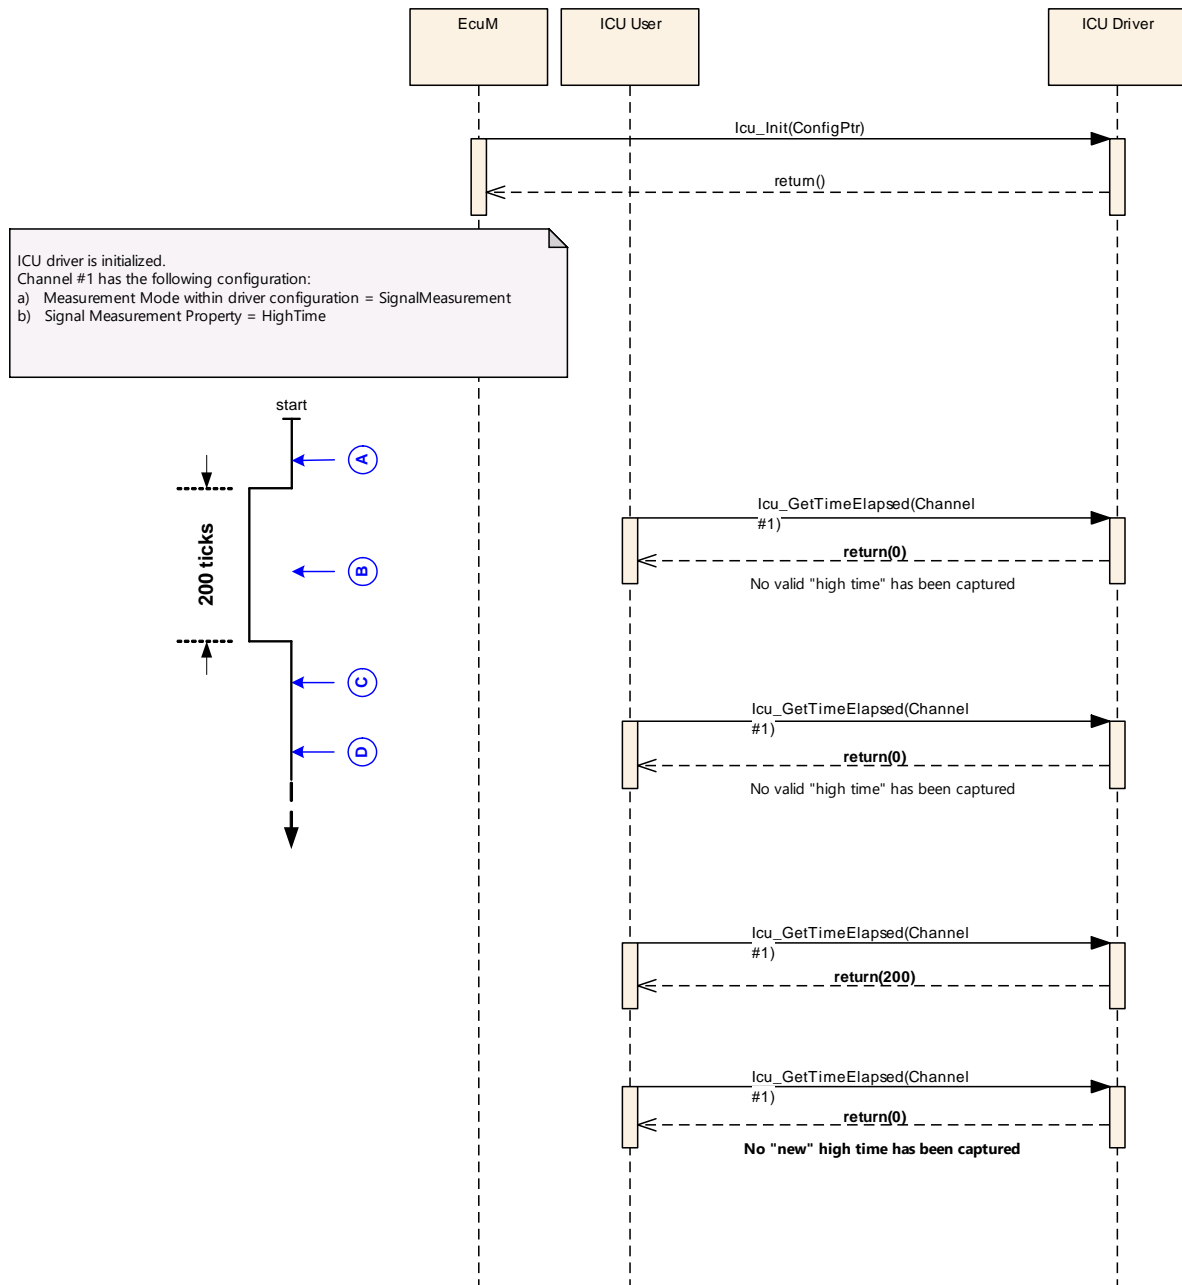 EcuM
ICU User
ICU Driver
Icu_Init(ConfigPtr)
return()
ICU driver is initialized.
Channel #1 has the following configuration:
a) Measurement Mode within driver configuration = SignalMeasurement
b) Signal Measurement Property = HighTime
start
A
200 ticks
B
C
D
Icu_GetTimeElapsed(Channel
#1)
return(0)
No valid "high time" has been captured
Icu_GetTimeElapsed(Channel
#1)
return(0)
No valid "high time" has been captured
Icu_GetTimeElapsed(Channel
#1)
return(200)
Icu_GetTimeElapsed(Channel
#1)
return(0)
No "new" high time has been captured